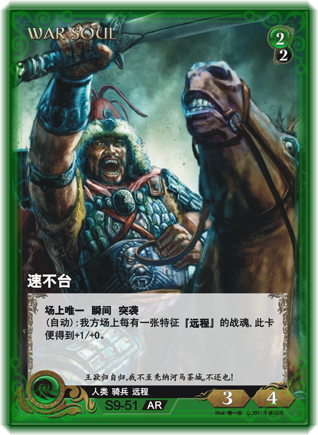 WAR SOUL
2
2
速不台
场上唯一 瞬间 突袭
(自动):我方场上每有一张特征『远程』的战魂,此卡
便得到+1/+0。
王欲归自归,我不至兜纳河马茶城,不还也!
人类 骑兵 远程
S9-51 AR
3
4